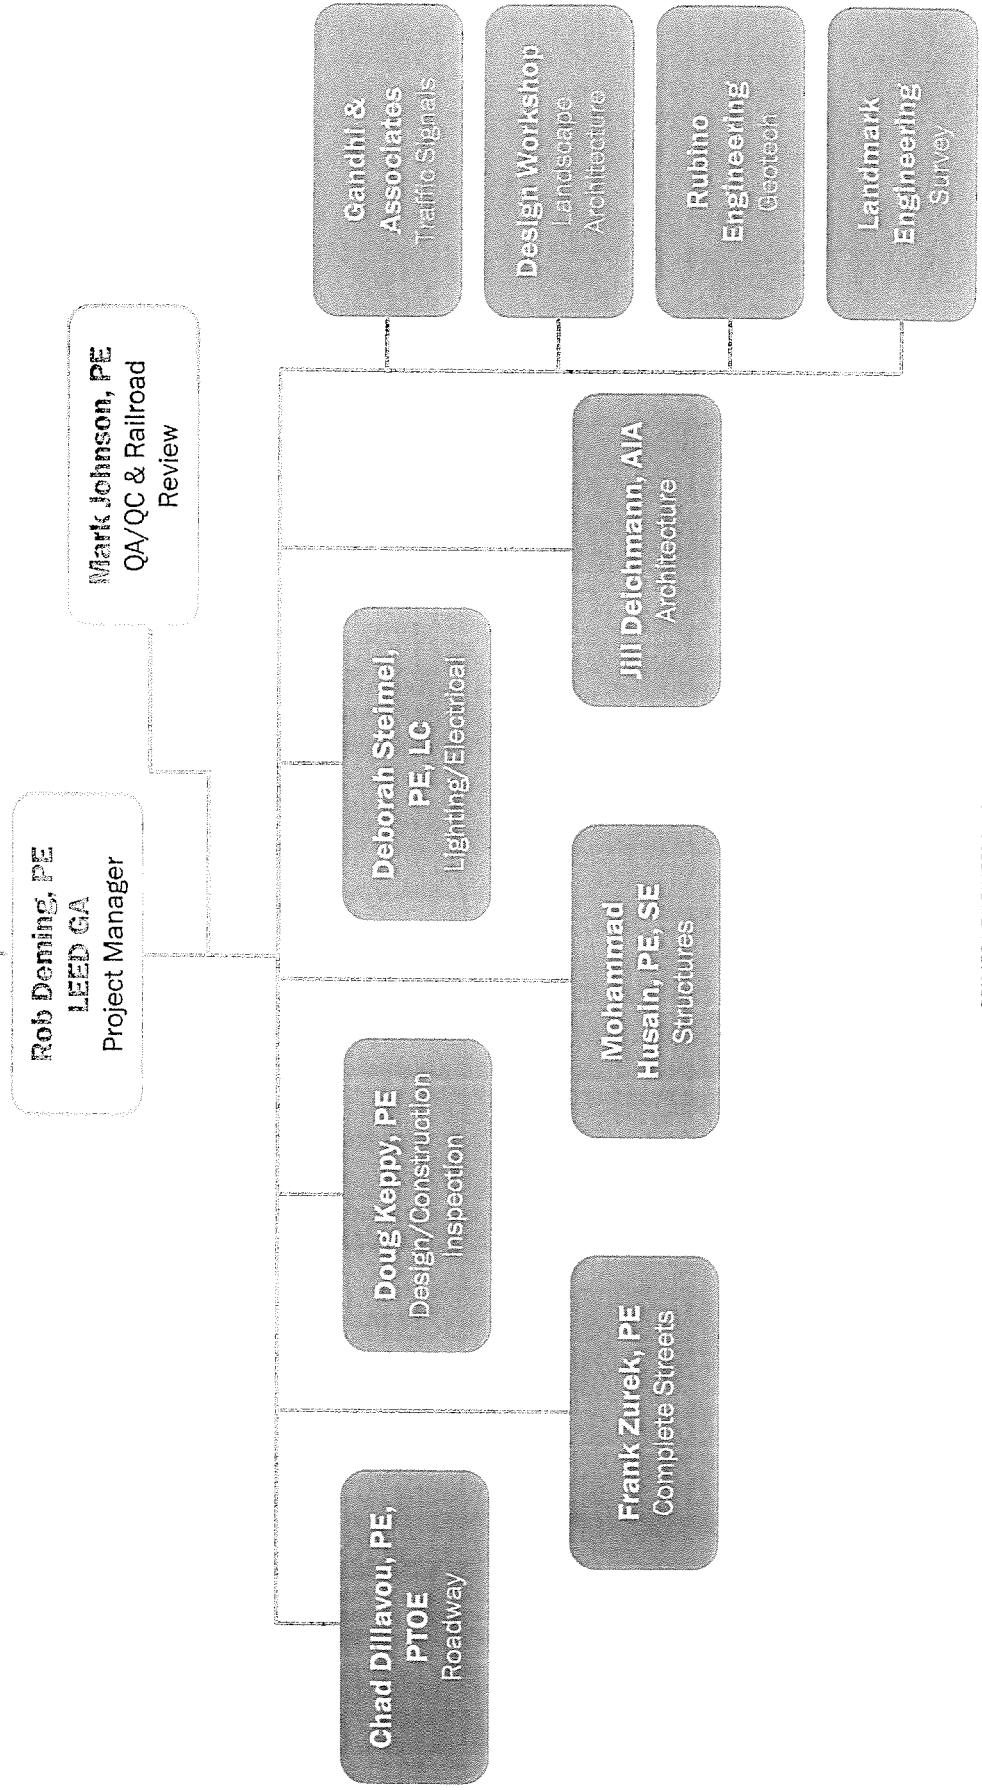 Rob Deming, PE
LEED GA
Project Manager
Mark Johnson, PE
QA/QC & Railroad
Review
Chad Dillavou, PE,
PTOE
Roadway
Doug Keppy, PE
Design/Construction
Inspection
Deborah Steimel,
PE, LC
Lighting/Electrical
Frank Zurek, PE
Complete Streets
Mohammad
Husain, PE, SE
Structures
Jill Deichmann, AIA
Architecture
Gandhi &
Associates
Traffic Signals
Design Workshop
Landscape
Architecture
Rubino
Engineering
Geotech
Landmark
Engineering
Survey